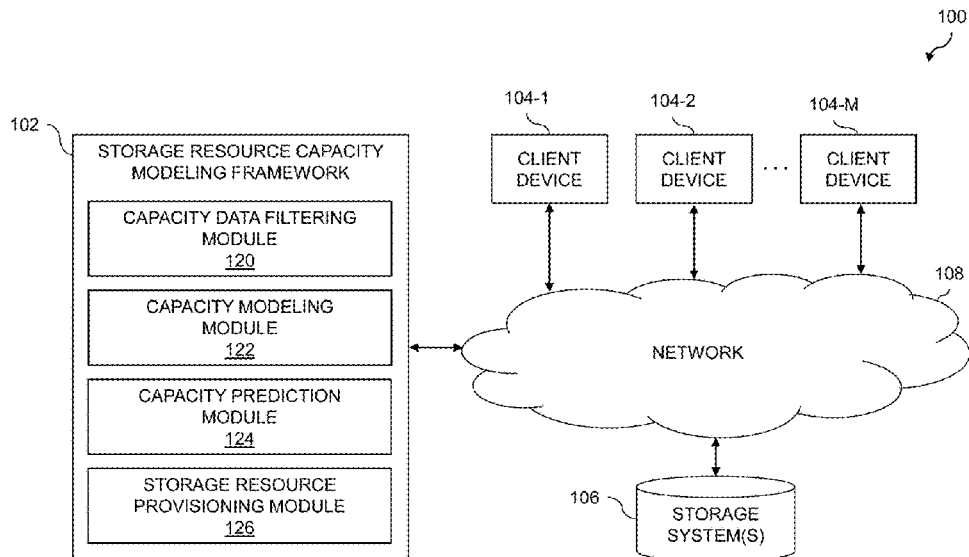 100
102
STORAGE RESOURCE CAPACITY
MODELING FRAMEWORK
CAPACITY DATA FILTERING
MODULE
120
CAPACITY MODELING
MODULE
122
CAPACITY PREDICTION
MODULE
124
STORAGE RESOURCE
PROVISIONING MODULE
126
104-1
CLIENT
DEVICE
104-2
CLIENT
DEVICE
...
104-M
CLIENT
DEVICE
108
NETWORK
106
STORAGE
SYSTEM(S)